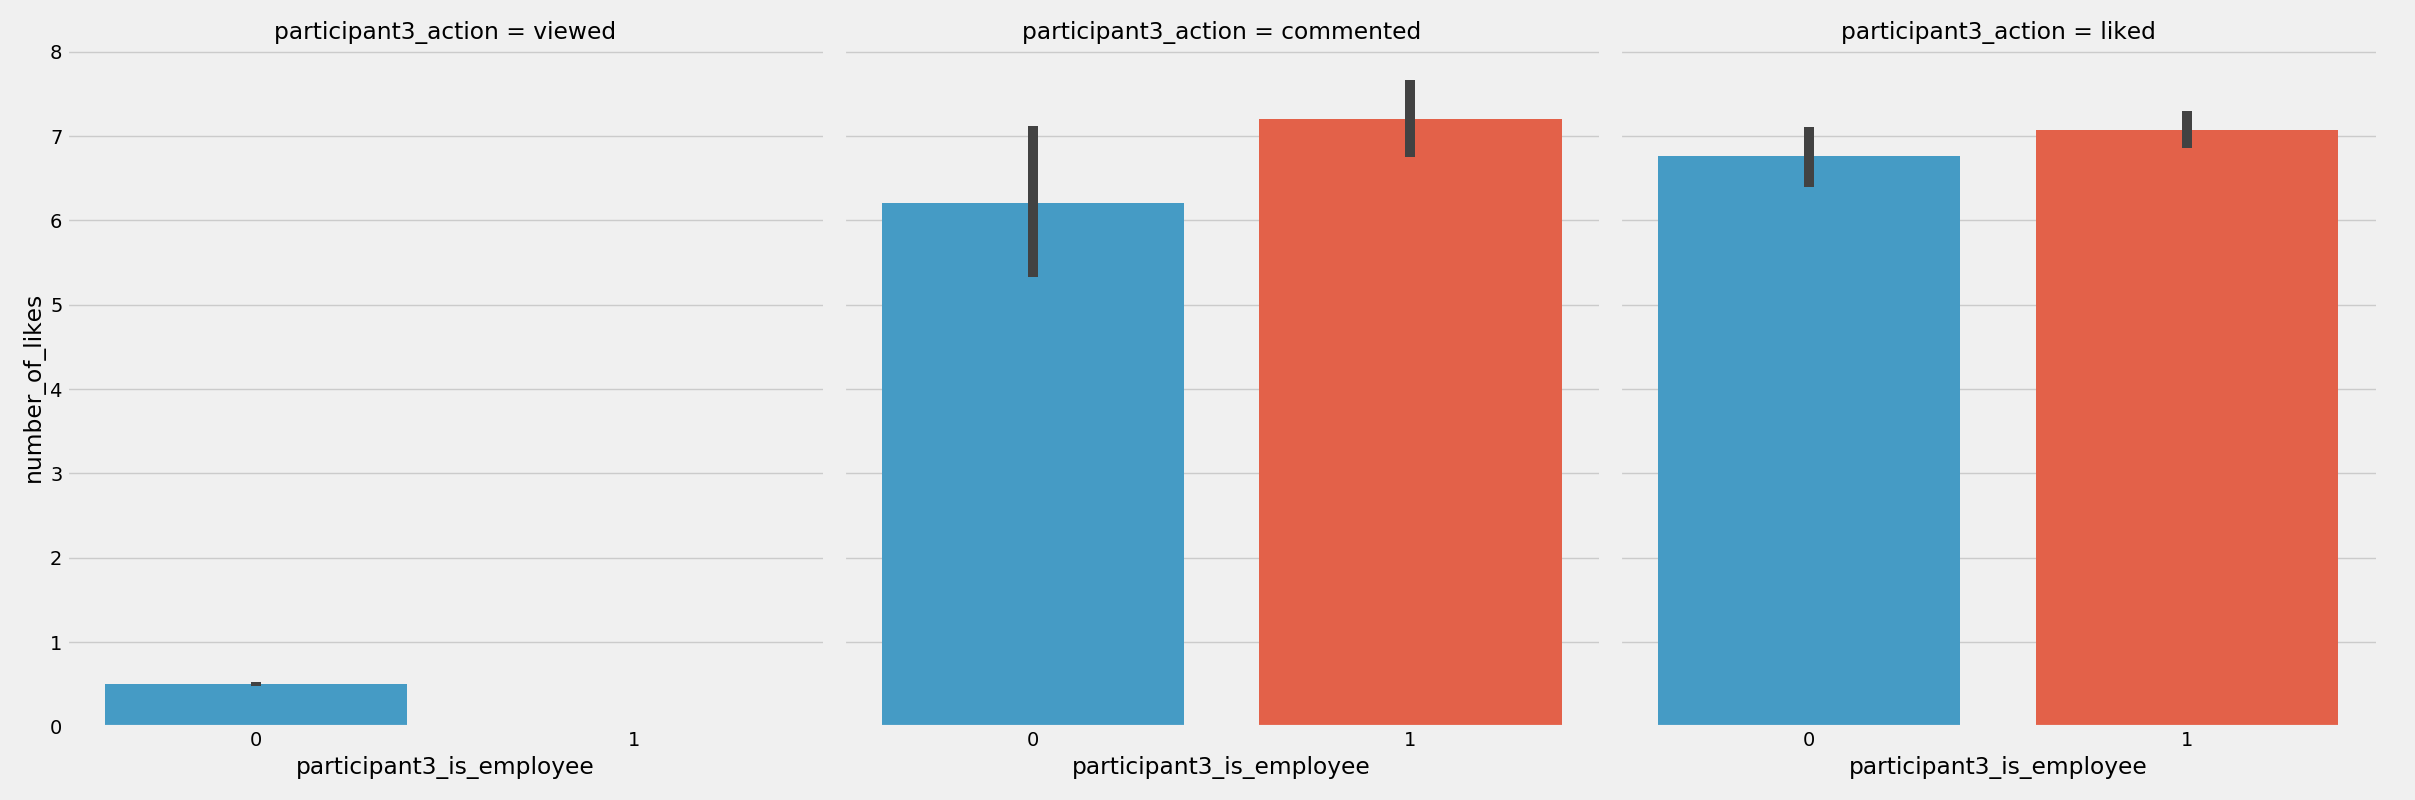 participant3_action = viewed
participant3_action = commented
participant3_action = liked
number_of_likes
8
7
6
5
4
3
2
1
0
0 1
0 1
0 1
participant3_is_employee
participant3_is_employee
participant3_is_employee